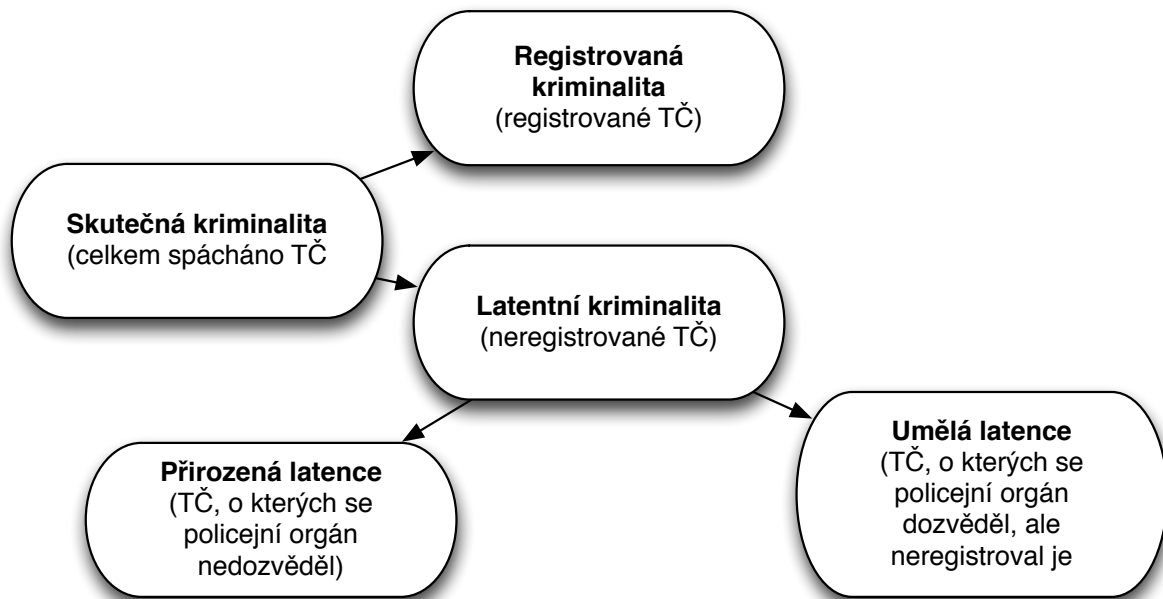 Registrovaná
kriminalita
(registrované TČ)
Skutečná kriminalita
(celkem spácháno TČ
Latentní kriminalita
(neregistrované TČ)
Přirozená latence
(TČ, o kterých se
policejní orgán
nedozvěděl)
Umělá latence
(TČ, o kterých se
policejní orgán
dozvěděl, ale
neregistroval je